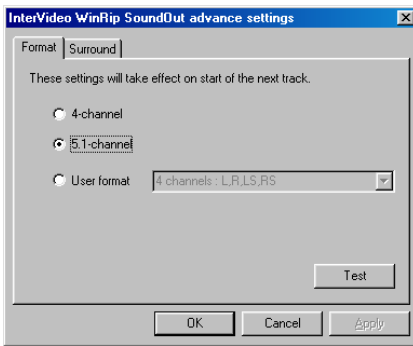 InterVideo WinRip SoundOut advance settings
Format Surround
These settings will take effect on start of the next track.
4-channel
5.1-channel
User format 4 channels : L,R,LS,RS
Test
OK Cancel Apply